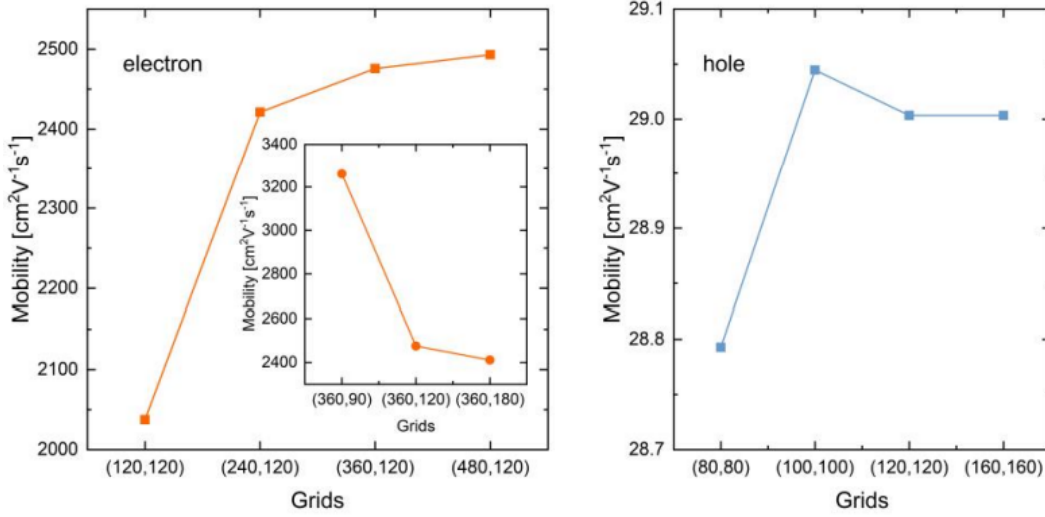 electron
Mobility [cm²V⁻¹s⁻¹]
2500
2400
2300
2200
2100
2000
(120,120) (240,120) (360,120) (480,120)
Grids
Mobility [cm²V⁻¹s⁻¹]
3400
3200
3000
2800
2600
2400
(360,90) (360,120) (360,180)
Grids
hole
Mobility [cm²V⁻¹s⁻¹]
29.1
29.0
28.9
28.8
28.7
(80,80) (100,100) (120,120) (160,160)
Grids